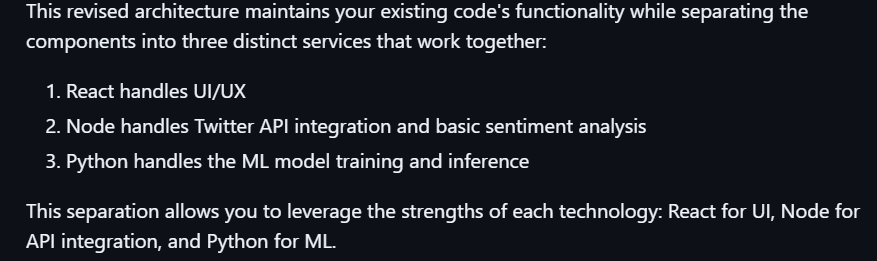 This revised architecture maintains your existing code's functionality while separating the
components into three distinct services that work together:
1. React handles UI/UX
2. Node handles Twitter API integration and basic sentiment analysis
3. Python handles the ML model training and inference
This separation allows you to leverage the strengths of each technology: React for UI, Node for
API integration, and Python for ML.